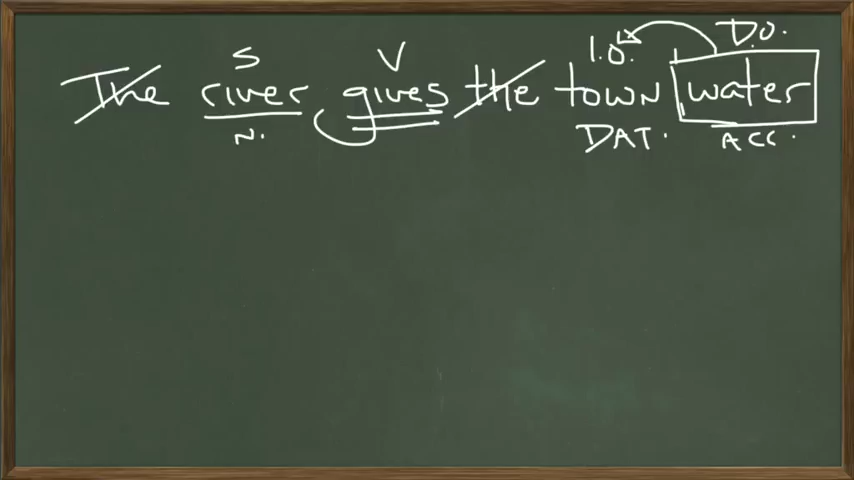 S V I.O. D.O.
The river gives the town water
N. DAT. ACC.